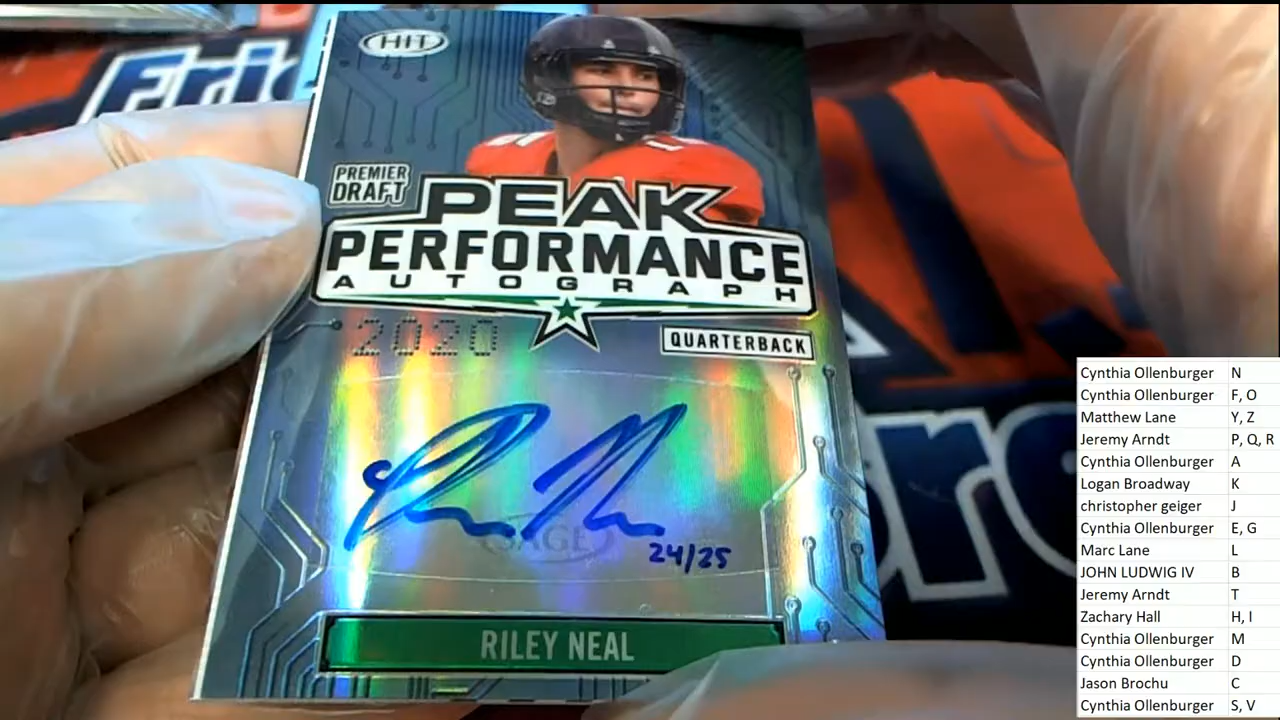 HIT
Fri
PREMIER
DRAFT
PEAK
PERFORMANCE
AUTOGRAPH
2020
QUARTERBACK
SAGE
24/25
RILEY NEAL
Cynthia Ollenburger N
Cynthia Ollenburger F, O
Matthew Lane Y, Z
Jeremy Arndt P, Q, R
Cynthia Ollenburger A
Logan Broadway K
christopher geiger J
Cynthia Ollenburger E, G
Marc Lane L
JOHN LUDWIG IV B
Jeremy Arndt T
Zachary Hall H, I
Cynthia Ollenburger M
Cynthia Ollenburger D
Jason Brochu C
Cynthia Ollenburger S, V